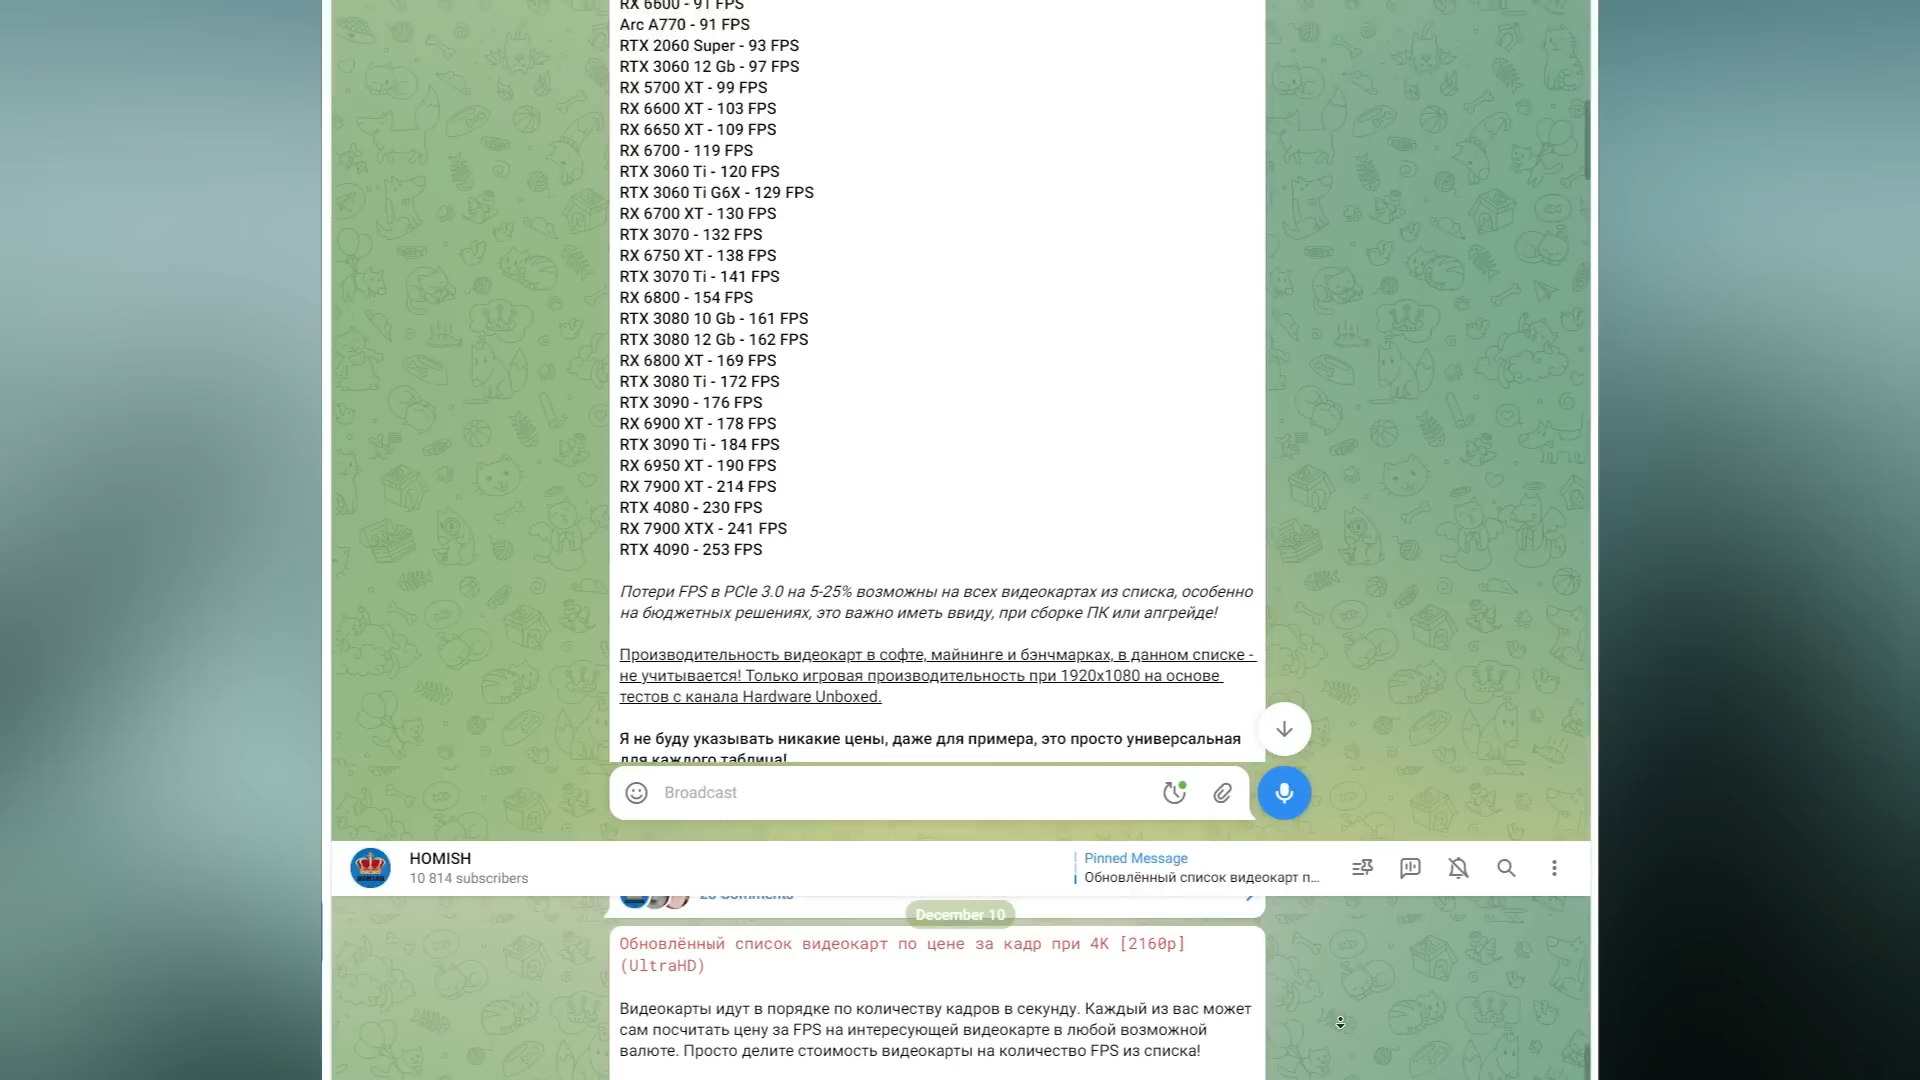 RX 6600 - 91 FPS
Arc A770 - 91 FPS
RTX 2060 Super - 93 FPS
RTX 3060 12 Gb - 97 FPS
RX 5700 XT - 99 FPS
RX 6600 XT - 103 FPS
RX 6650 XT - 109 FPS
RX 6700 - 119 FPS
RTX 3060 Ti - 120 FPS
RTX 3060 Ti G6X - 129 FPS
RX 6700 XT - 130 FPS
RTX 3070 - 132 FPS
RX 6750 XT - 138 FPS
RTX 3070 Ti - 141 FPS
RX 6800 - 154 FPS
RTX 3080 10 Gb - 161 FPS
RTX 3080 12 Gb - 162 FPS
RX 6800 XT - 169 FPS
RTX 3080 Ti - 172 FPS
RTX 3090 - 176 FPS
RX 6900 XT - 178 FPS
RTX 3090 Ti - 184 FPS
RX 6950 XT - 190 FPS
RX 7900 XT - 214 FPS
RTX 4080 - 230 FPS
RX 7900 XTX - 241 FPS
RTX 4090 - 253 FPS
Потери FPS в PCIe 3.0 на 5-25% возможны на всех видеокартах из списка, особенно
на бюджетных решениях, это важно иметь ввиду, при сборке ПК или апгрейде!
Производительность видеокарт в софте, майнинге и бэнчмарках, в данном списке -
не учитывается! Только игровая производительность при 1920x1080 на основе
тестов с канала Hardware Unboxed.
Я не буду указывать никакие цены, даже для примера, это просто универсальная
для каждого таблица!
Broadcast
HOMISH
10 814 subscribers
Pinned Message
Обновлённый список видеокарт п...
Comments
December 10
Обновлённый список видеокарт по цене за кадр при 4K [2160p]
(UltraHD)
Видеокарты идут в порядке по количеству кадров в секунду. Каждый из вас может
сам посчитать цену за FPS на интересующей видеокарте в любой возможной
валюте. Просто делите стоимость видеокарты на количество FPS из списка!